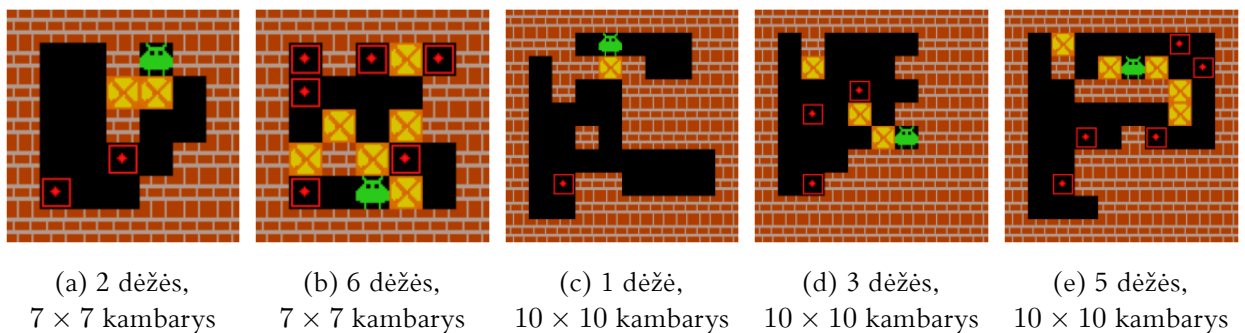 (a) 2 dėžės,
7 × 7 kambarys
(b) 6 dėžės,
7 × 7 kambarys
(c) 1 dėžė,
10 × 10 kambarys
(d) 3 dėžės,
10 × 10 kambarys
(e) 5 dėžės,
10 × 10 kambarys